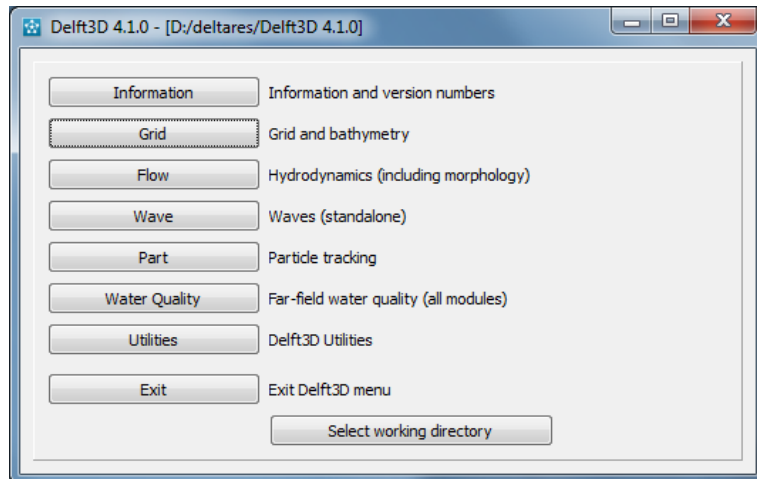 Delft3D 4.1.0 - [D:/deltares/Delft3D 4.1.0]
Information Information and version numbers
Grid Grid and bathymetry
Flow Hydrodynamics (including morphology)
Wave Waves (standalone)
Part Particle tracking
Water Quality Far-field water quality (all modules)
Utilities Delft3D Utilities
Exit Exit Delft3D menu
Select working directory